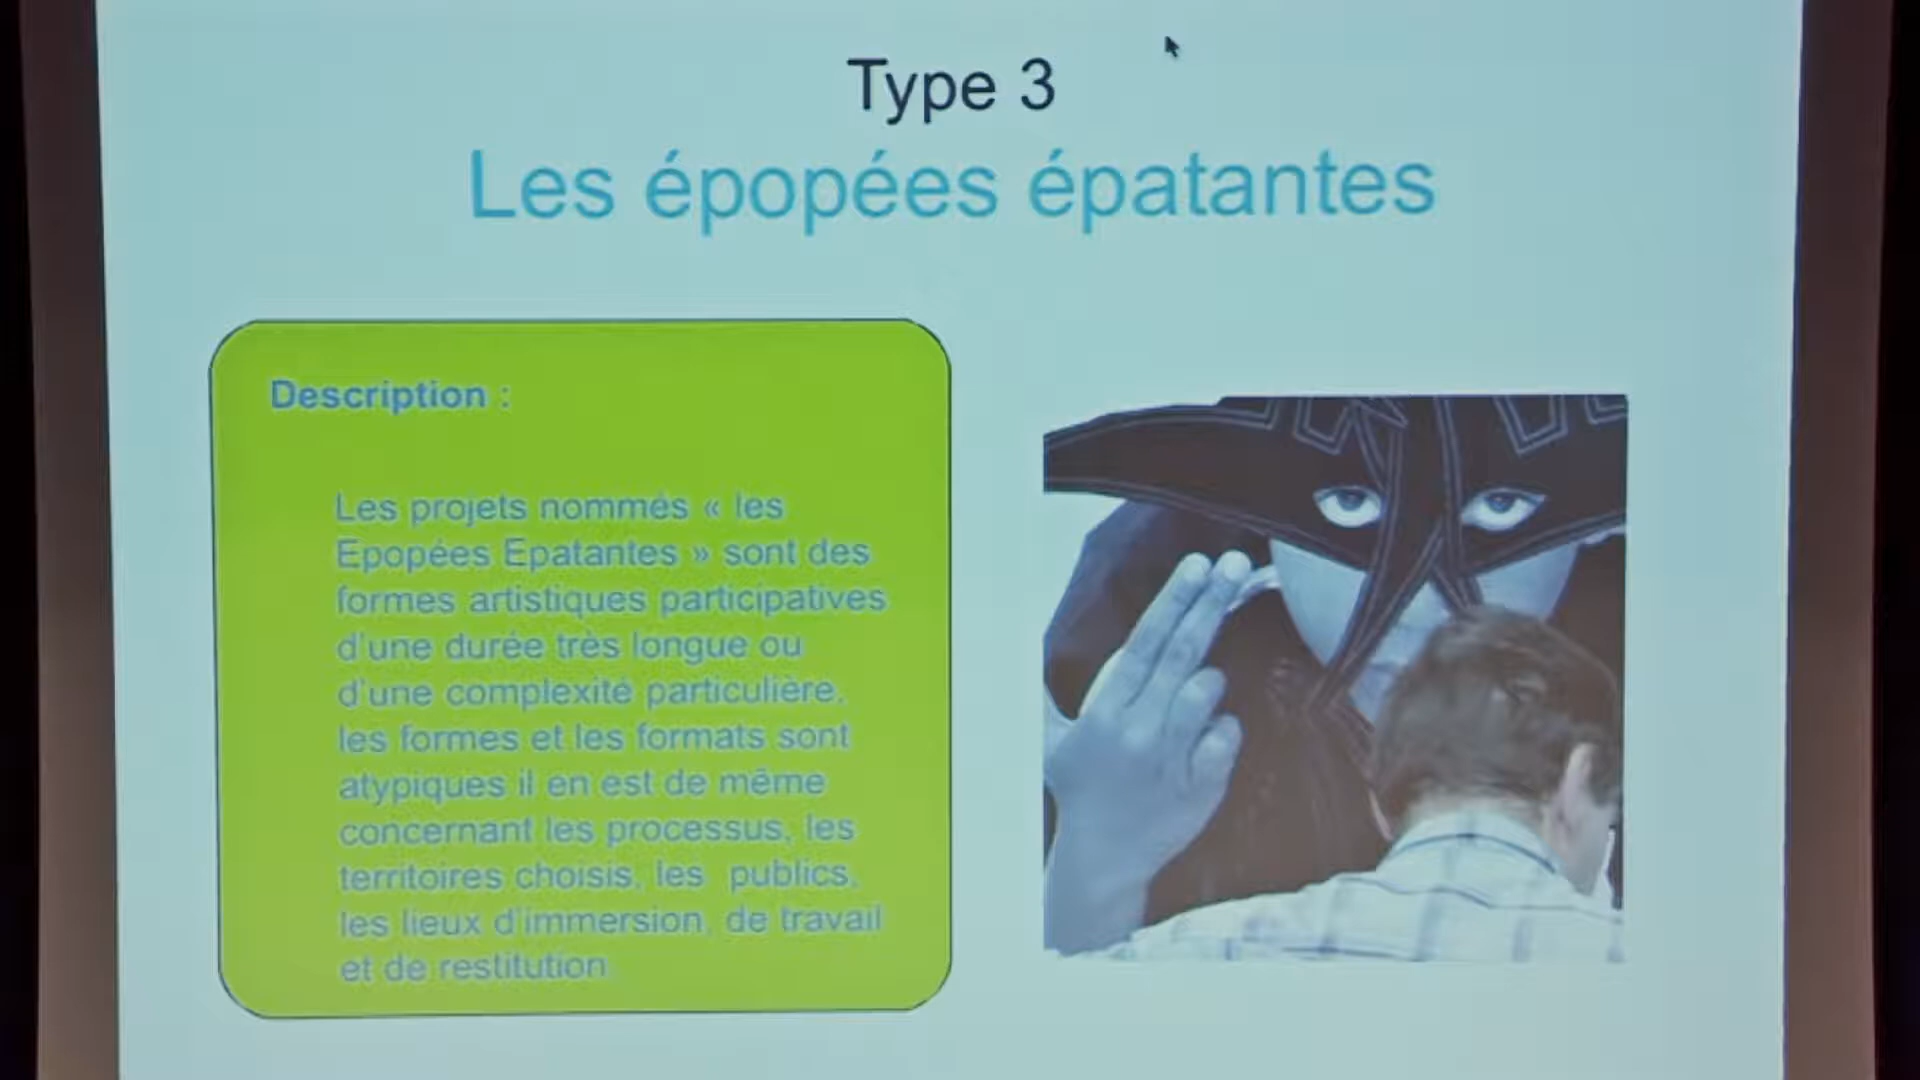 Type 3
Les épopées épatantes
Description :
Les projets nommés « les
Epopées Epatantes » sont des
formes artistiques participatives
d'une durée très longue ou
d'une complexité particulière,
les formes et les formats sont
atypiques il en est de même
concernant les processus, les
territoires choisis, les publics,
les lieux d'immersion, de travail
et de restitution.